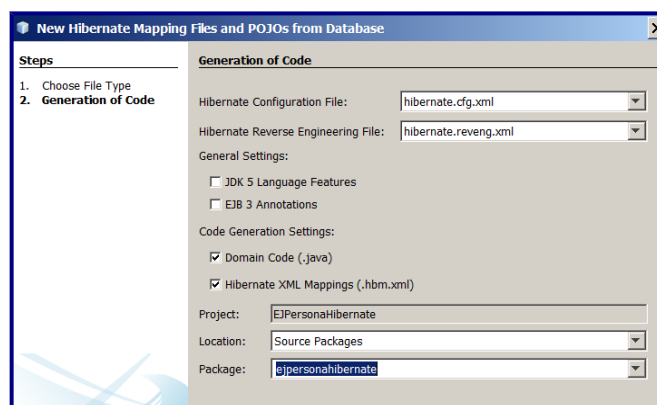 New Hibernate Mapping Files and POJOs from Database
Steps
1. Choose File Type
2. Generation of Code
Generation of Code
Hibernate Configuration File: hibernate.cfg.xml
Hibernate Reverse Engineering File: hibernate.reveng.xml
General Settings:
JDK 5 Language Features
EJB 3 Annotations
Code Generation Settings:
Domain Code (.java)
Hibernate XML Mappings (.hbm.xml)
Project: EJPersonaHibernate
Location: Source Packages
Package: ejpersonahibernate